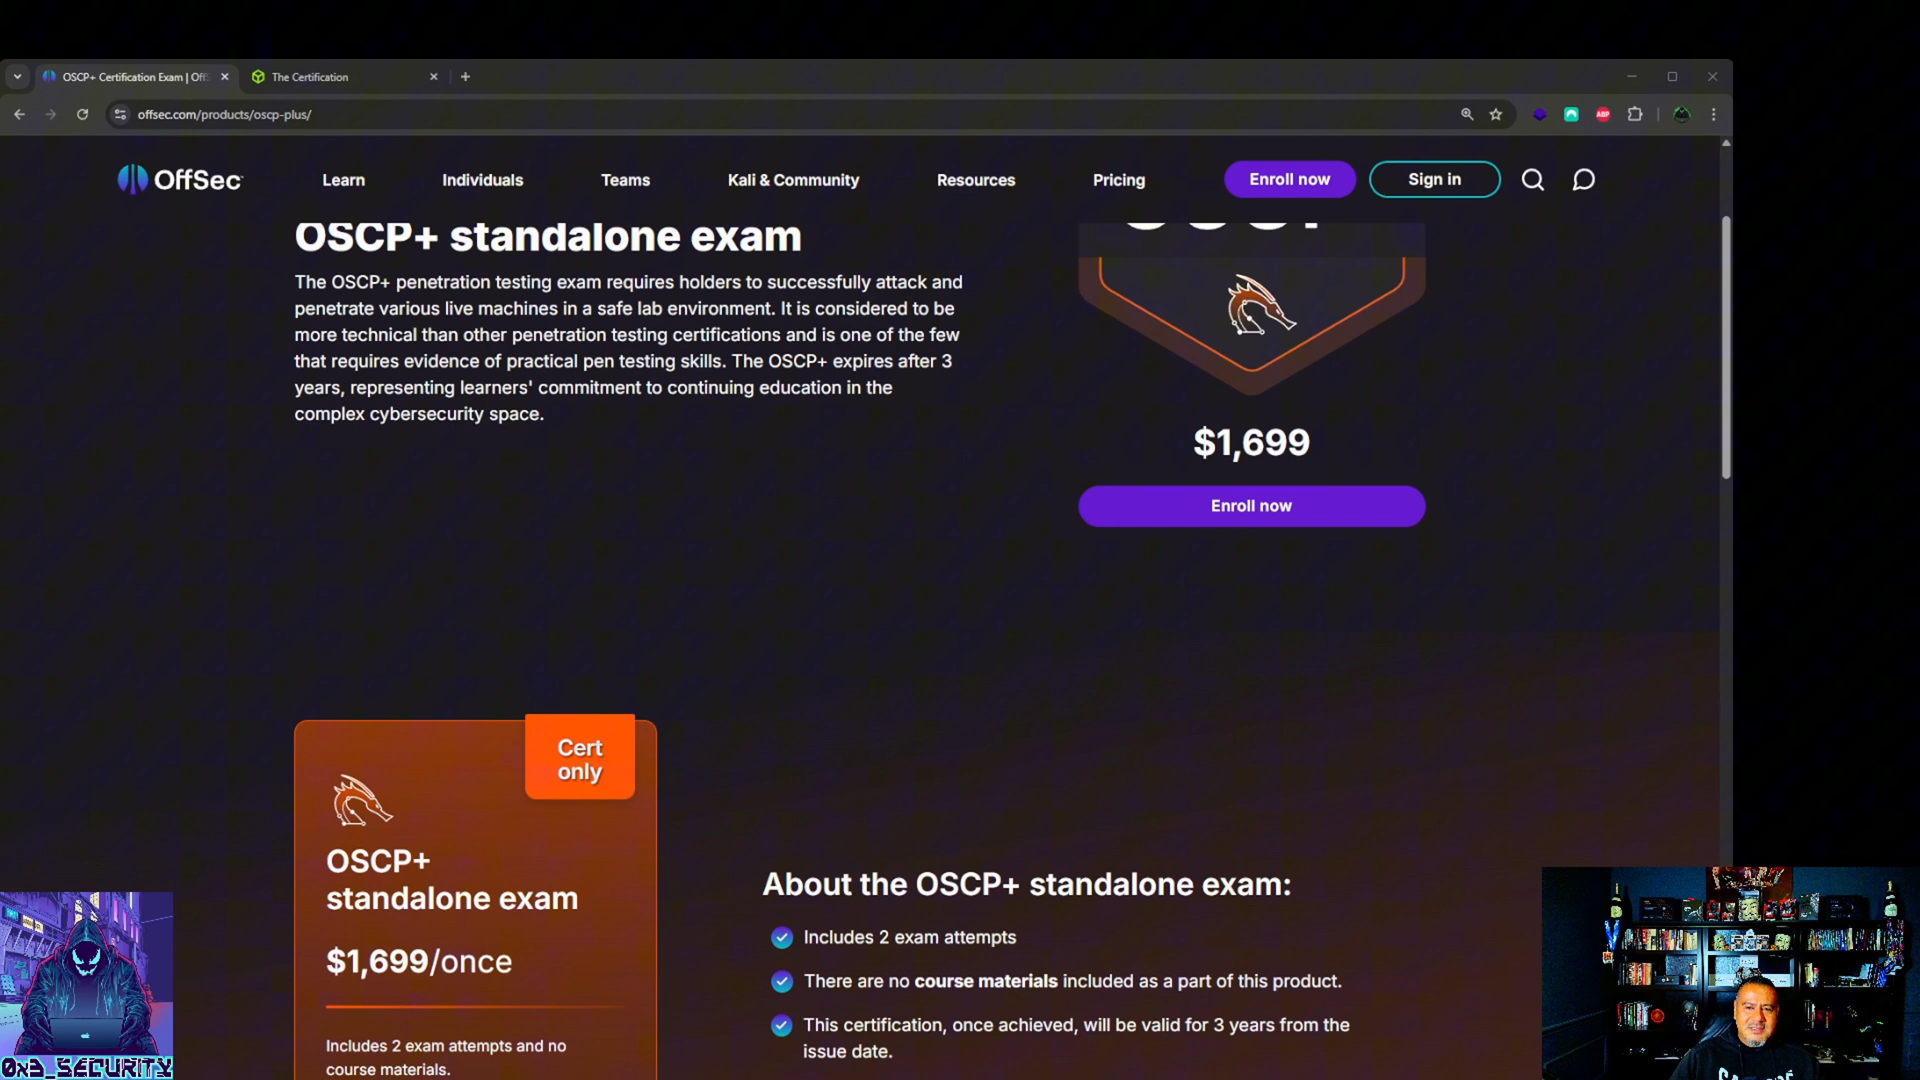 OSCP+ Certification Exam | Off
The Certification
offsec.com/products/oscp-plus/
ABP
OffSec
Learn
Individuals
Teams
Kali & Community
Resources
Pricing
Enroll now
Sign in
OSCP+ standalone exam
The OSCP+ penetration testing exam requires holders to successfully attack and
penetrate various live machines in a safe lab environment. It is considered to be
more technical than other penetration testing certifications and is one of the few
that requires evidence of practical pen testing skills. The OSCP+ expires after 3
years, representing learners' commitment to continuing education in the
complex cybersecurity space.
$1,699
Enroll now
Cert
only
OSCP+
standalone exam
$1,699/once
Includes 2 exam attempts and no
course materials.
About the OSCP+ standalone exam:
Includes 2 exam attempts
There are no course materials included as a part of this product.
This certification, once achieved, will be valid for 3 years from the
issue date.
0x3_SECURITY